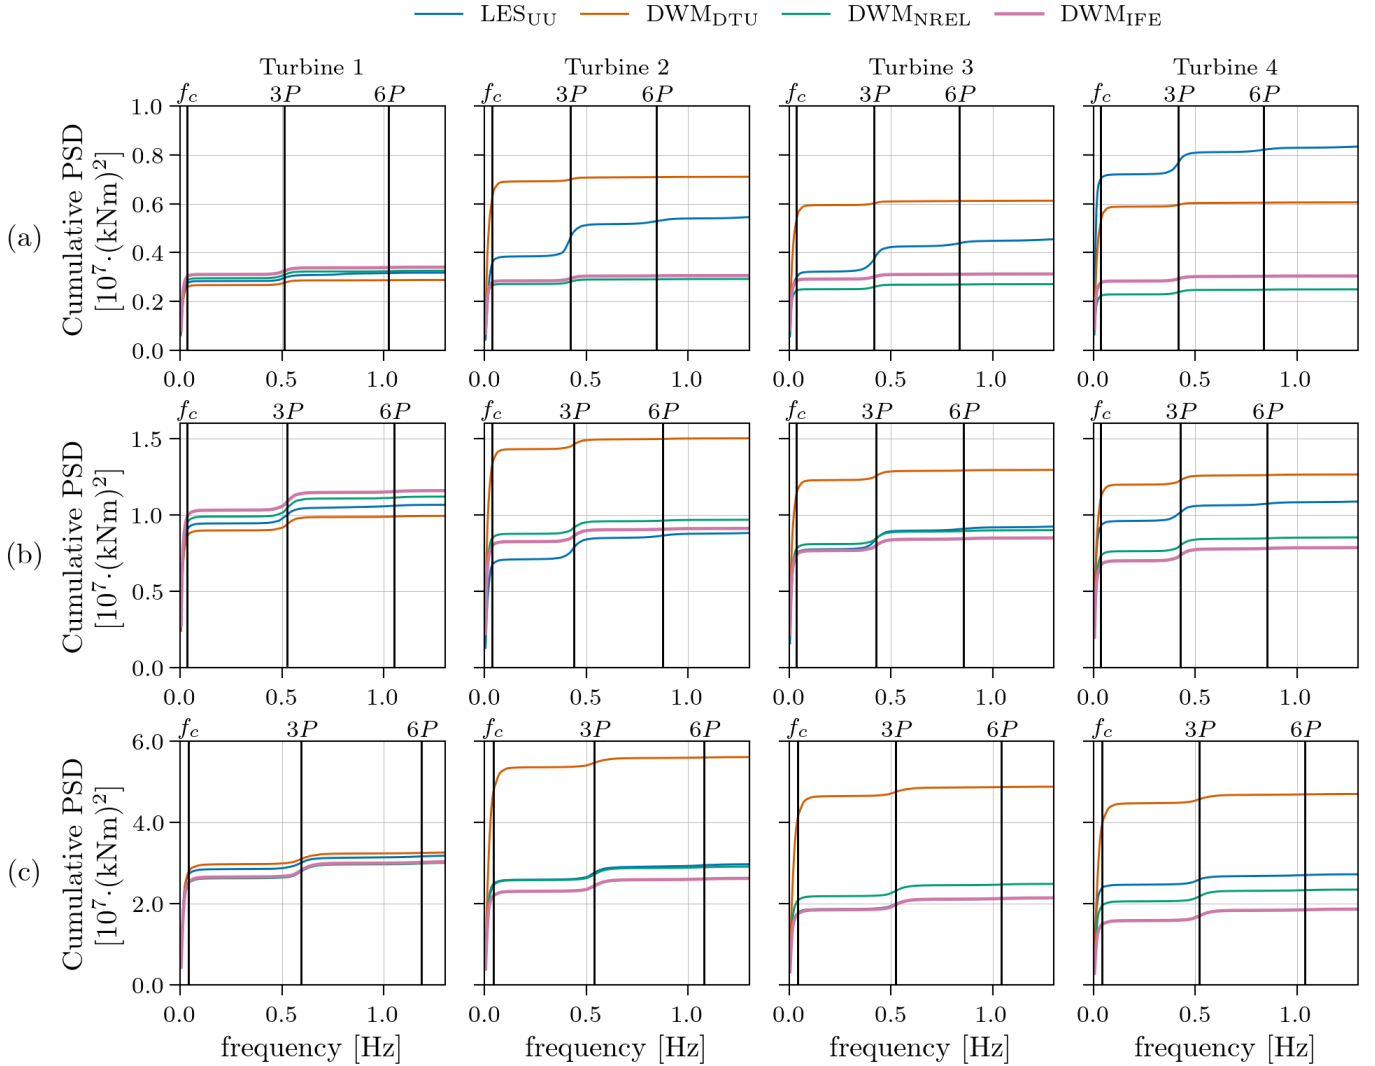 LES_UU DWM_DTU DWM_NREL DWM_IFE
Turbine 1 Turbine 2 Turbine 3 Turbine 4
f_c 3P 6P f_c 3P 6P f_c 3P 6P f_c 3P 6P
(a)
Cumulative PSD
[10^7·(kNm)^2]
1.0
0.8
0.6
0.4
0.2
0.0
0.0 0.5 1.0 0.0 0.5 1.0 0.0 0.5 1.0 0.0 0.5 1.0
f_c 3P 6P f_c 3P 6P f_c 3P 6P f_c 3P 6P
(b)
Cumulative PSD
[10^7·(kNm)^2]
1.5
1.0
0.5
0.0
0.0 0.5 1.0 0.0 0.5 1.0 0.0 0.5 1.0 0.0 0.5 1.0
f_c 3P 6P f_c 3P 6P f_c 3P 6P f_c 3P 6P
(c)
Cumulative PSD
[10^7·(kNm)^2]
6.0
4.0
2.0
0.0
0.0 0.5 1.0 0.0 0.5 1.0 0.0 0.5 1.0 0.0 0.5 1.0
frequency [Hz] frequency [Hz] frequency [Hz] frequency [Hz]